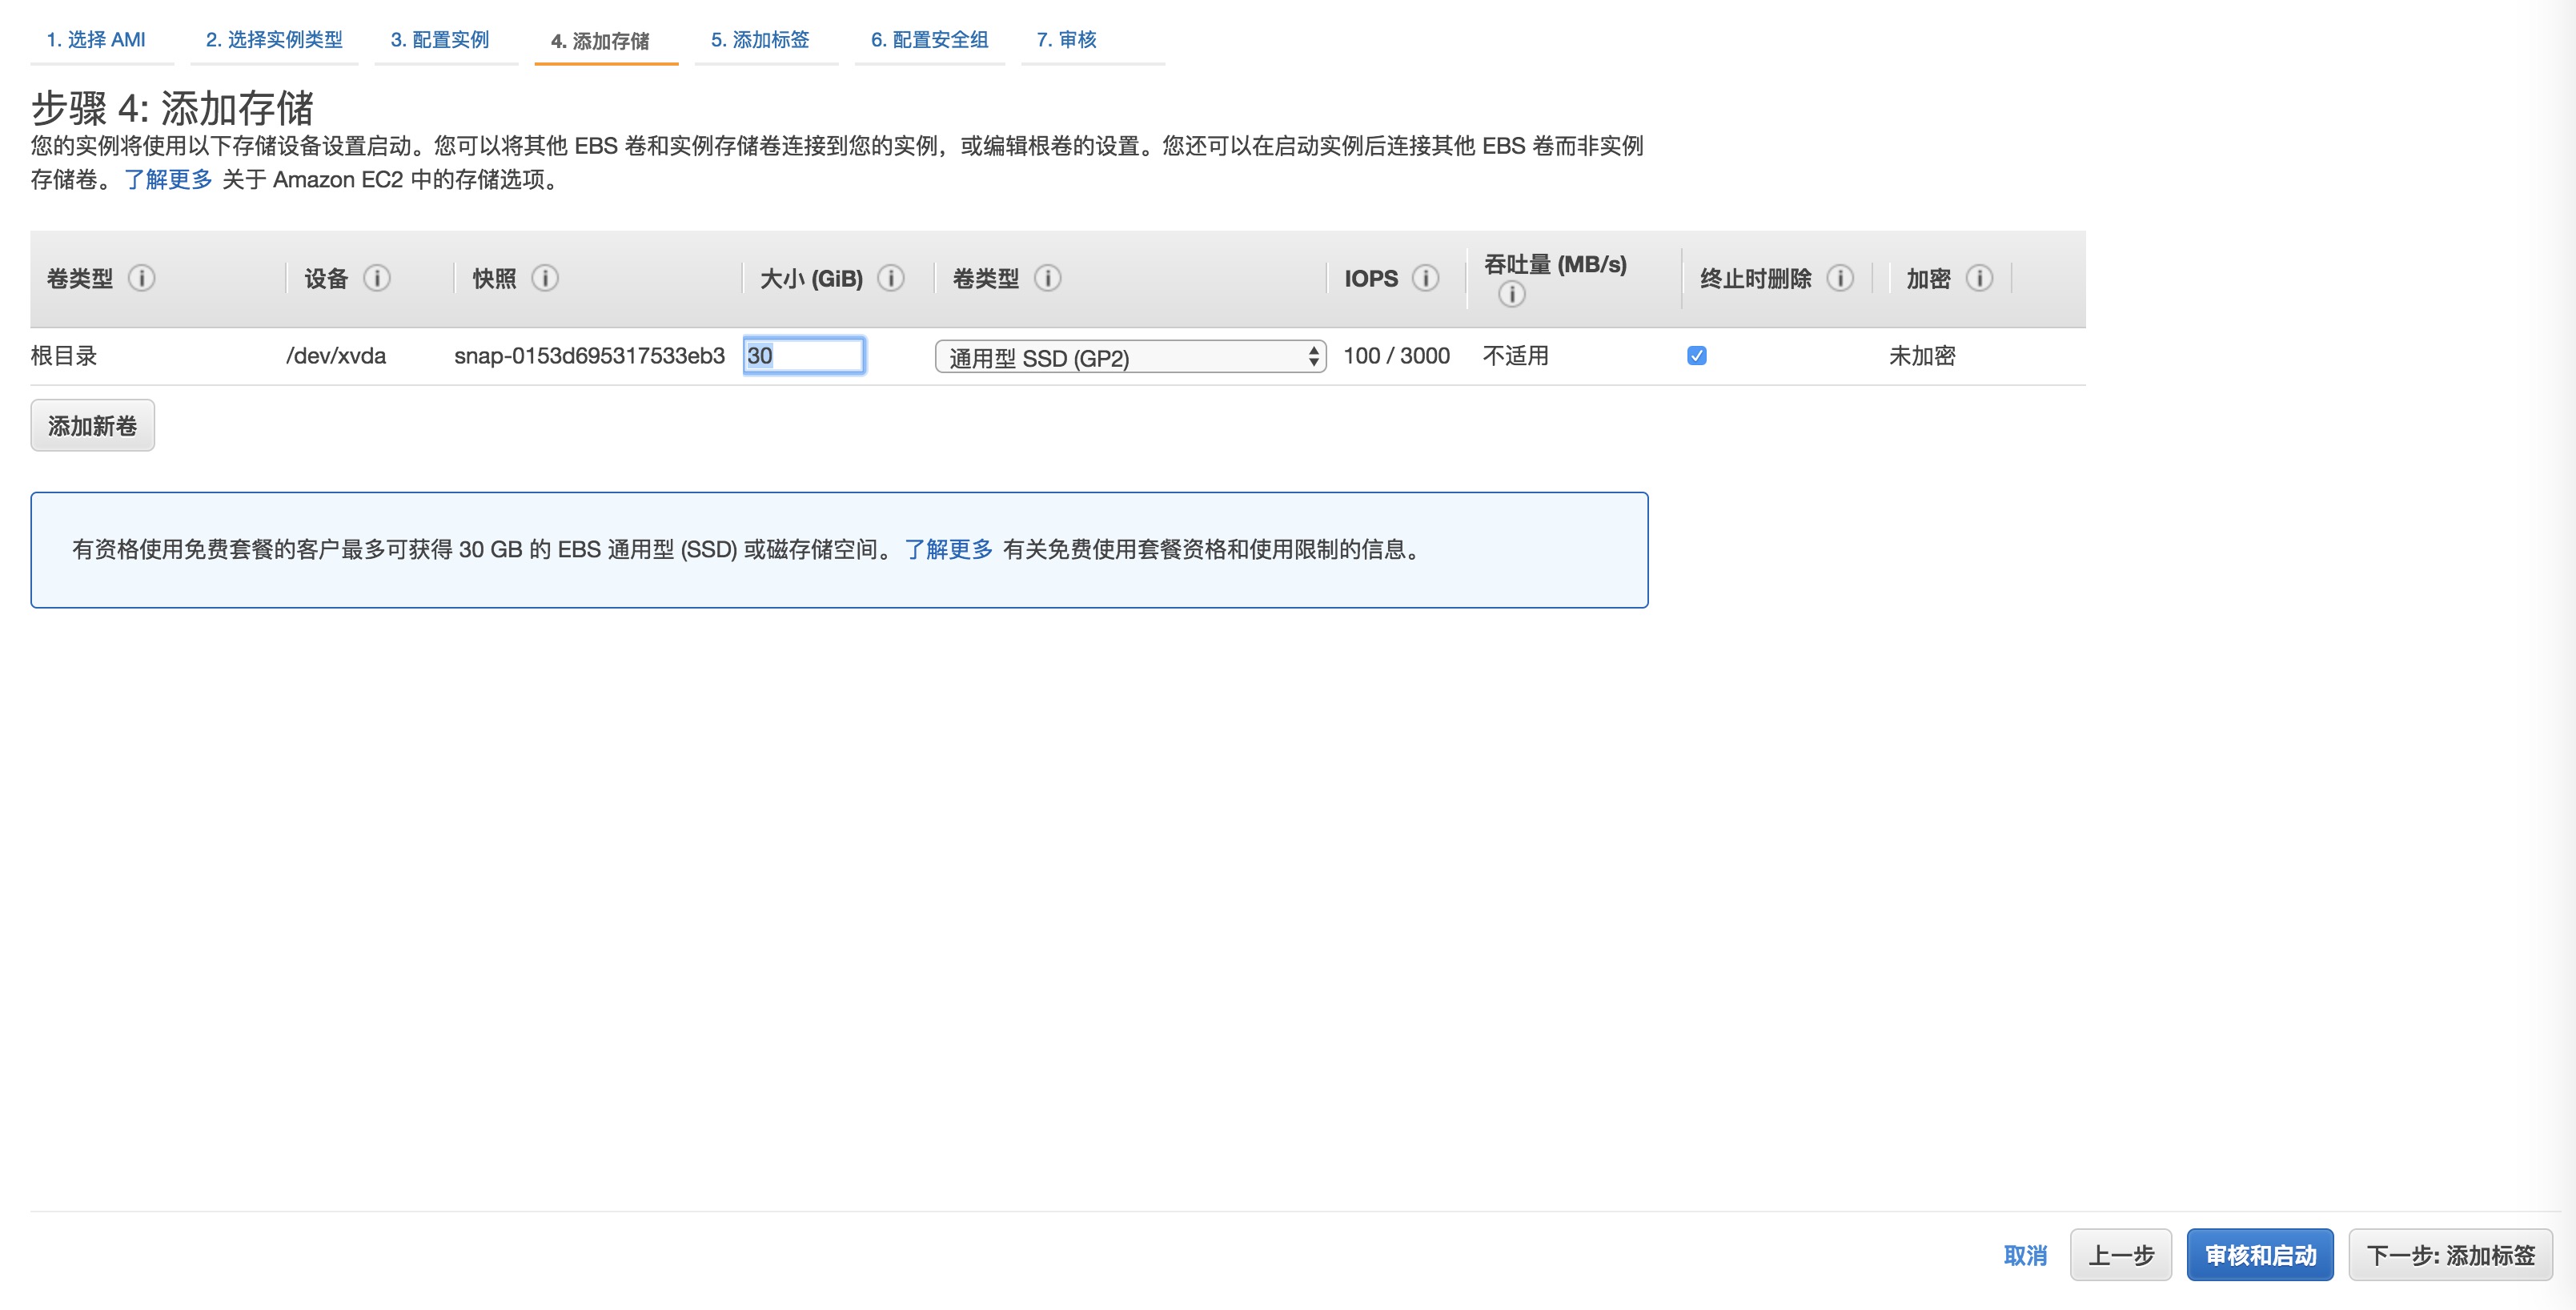 1. 选择 AMI 2. 选择实例类型 3. 配置实例 4. 添加存储 5. 添加标签 6. 配置安全组 7. 审核
步骤 4: 添加存储
您的实例将使用以下存储设备设置启动。您可以将其他 EBS 卷和实例存储卷连接到您的实例，或编辑根卷的设置。您还可以在启动实例后连接其他 EBS 卷而非实例
存储卷。了解更多 关于 Amazon EC2 中的存储选项。
卷类型 设备 快照 大小 (GiB) 卷类型 IOPS 吞吐量 (MB/s) 终止时删除 加密
根目录 /dev/xvda snap-0153d695317533eb3 30 通用型 SSD (GP2) 100 / 3000 不适用 未加密
添加新卷
有资格使用免费套餐的客户最多可获得 30 GB 的 EBS 通用型 (SSD) 或磁存储空间。了解更多 有关免费使用套餐资格和使用限制的信息。
取消 上一步 审核和启动 下一步: 添加标签